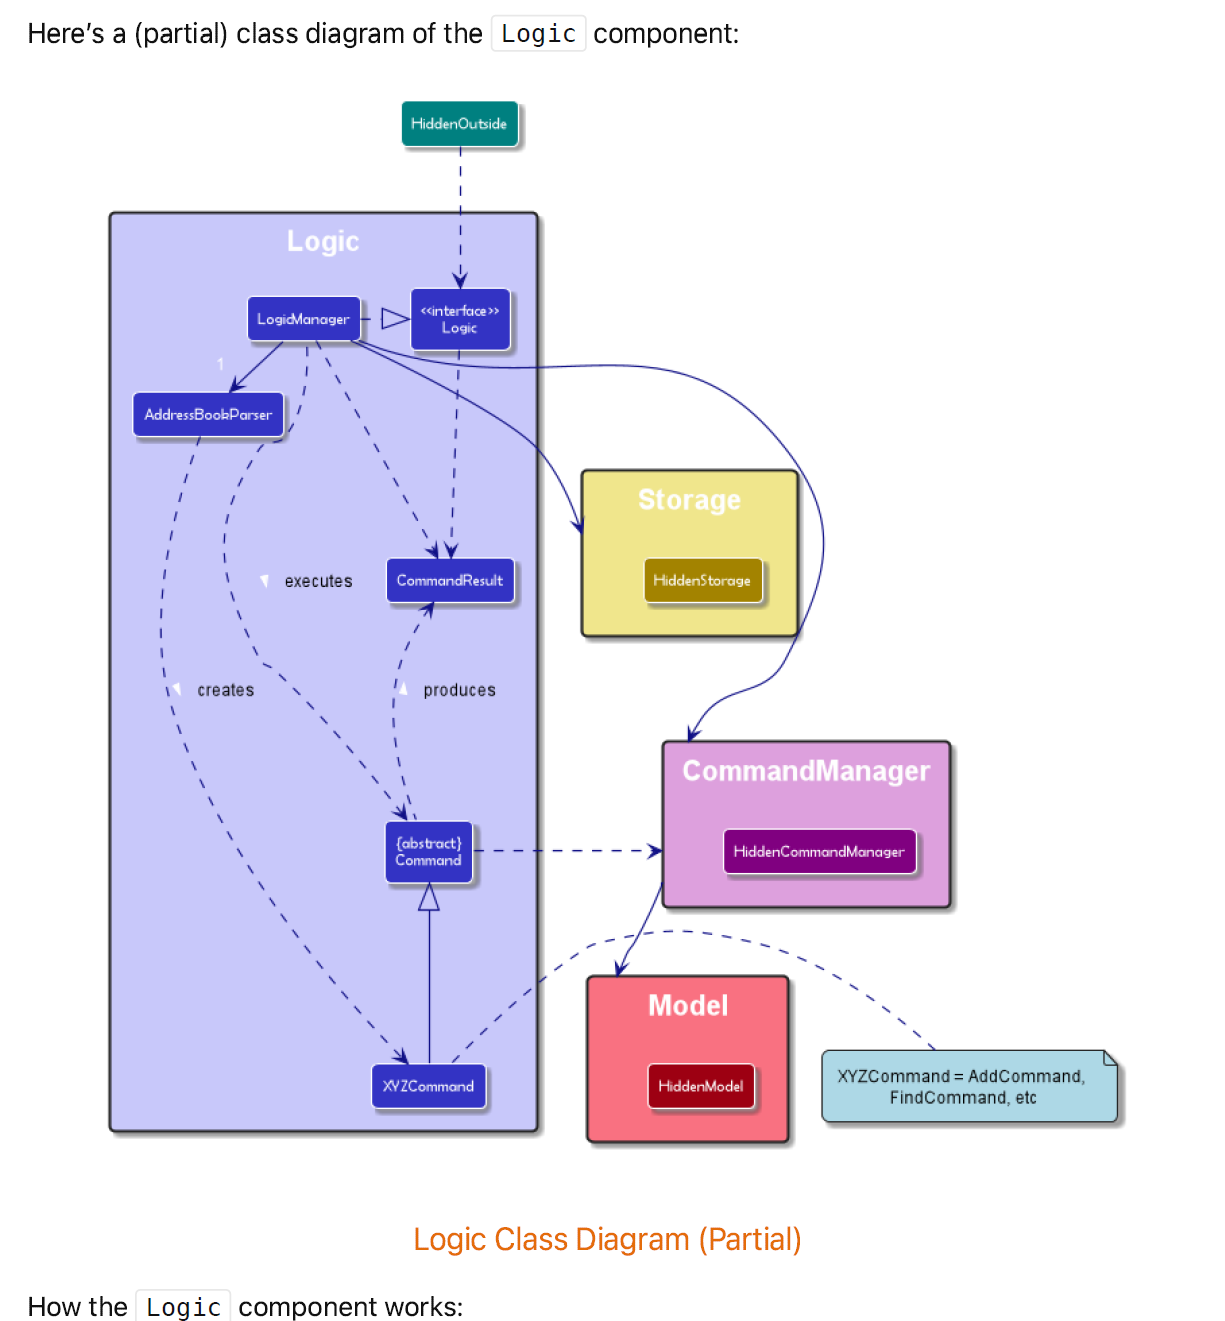 Here’s a (partial) class diagram of the Logic component:
HiddenOutside
Logic
LogicManager
<<interface>>
Logic
1
AddressBookParser
Storage
HiddenStorage
executes
CommandResult
creates
produces
CommandManager
HiddenCommandManager
{abstract}
Command
Model
HiddenModel
XYZCommand
XYZCommand = AddCommand,
FindCommand, etc
Logic Class Diagram (Partial)
How the Logic component works: